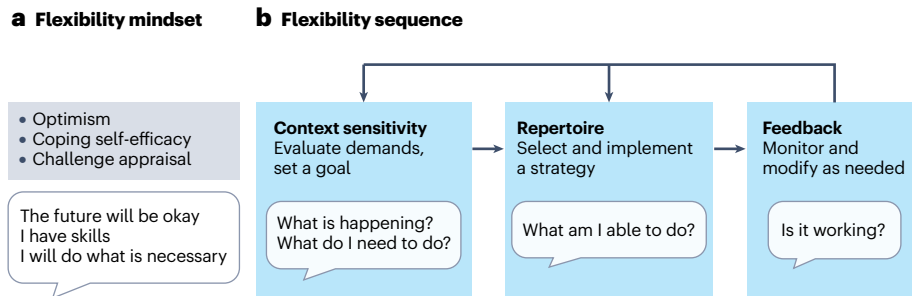 a Flexibility mindset
• Optimism
• Coping self-efficacy
• Challenge appraisal
The future will be okay
I have skills
I will do what is necessary
b Flexibility sequence
Context sensitivity
Evaluate demands,
set a goal
What is happening?
What do I need to do?
Repertoire
Select and implement
a strategy
What am I able to do?
Feedback
Monitor and
modify as needed
Is it working?